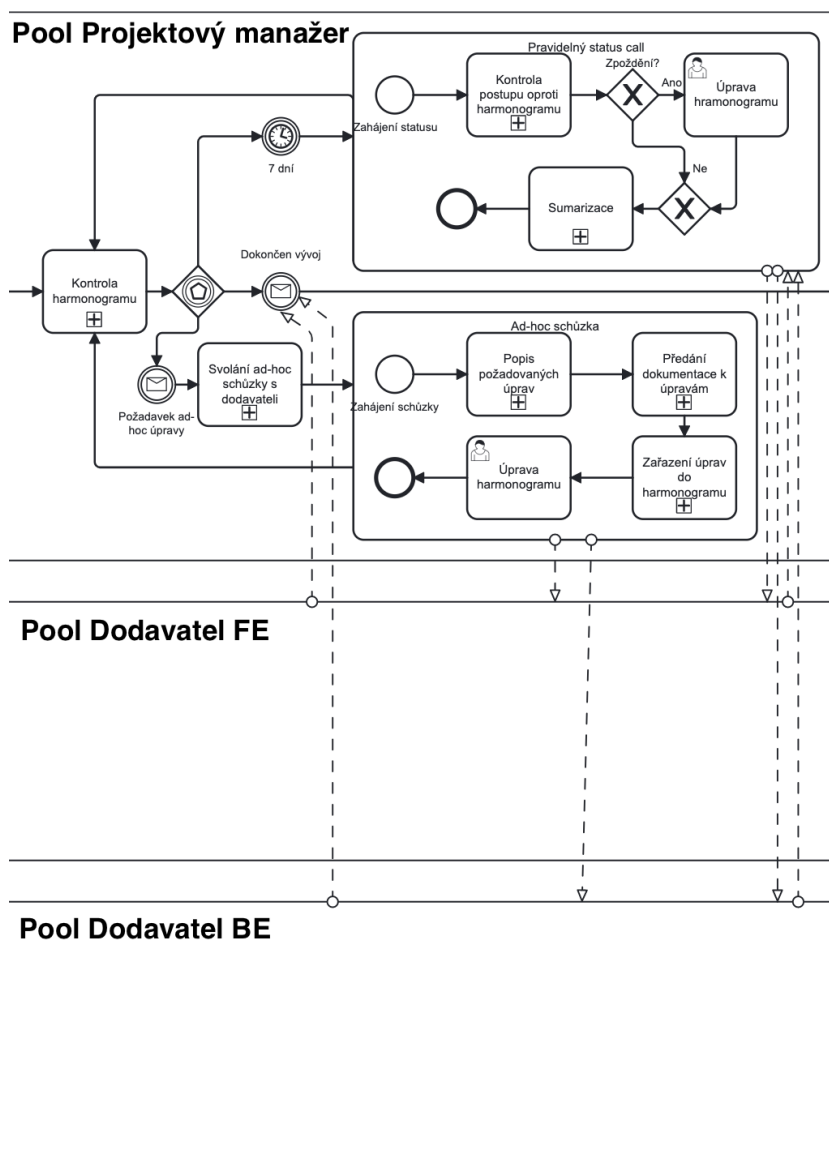 Pool Projektový manažer
Pravidelný status call
Zahájení statusu
Kontrola
postupu oproti
harmonogramu
Zpoždění?
Ano
Úprava
hramonogramu
Ne
Sumarizace
7 dní
Dokončen vývoj
Kontrola
harmonogramu
Požadavek ad-
hoc úpravy
Svolání ad-hoc
schůzky s
dodavateli
Ad-hoc schůzka
Zahájení schůzky
Popis
požadovaných
úprav
Předání
dokumentace k
úpravám
Zařazení úprav
do
harmonogramu
Úprava
harmonogramu
Pool Dodavatel FE
Pool Dodavatel BE